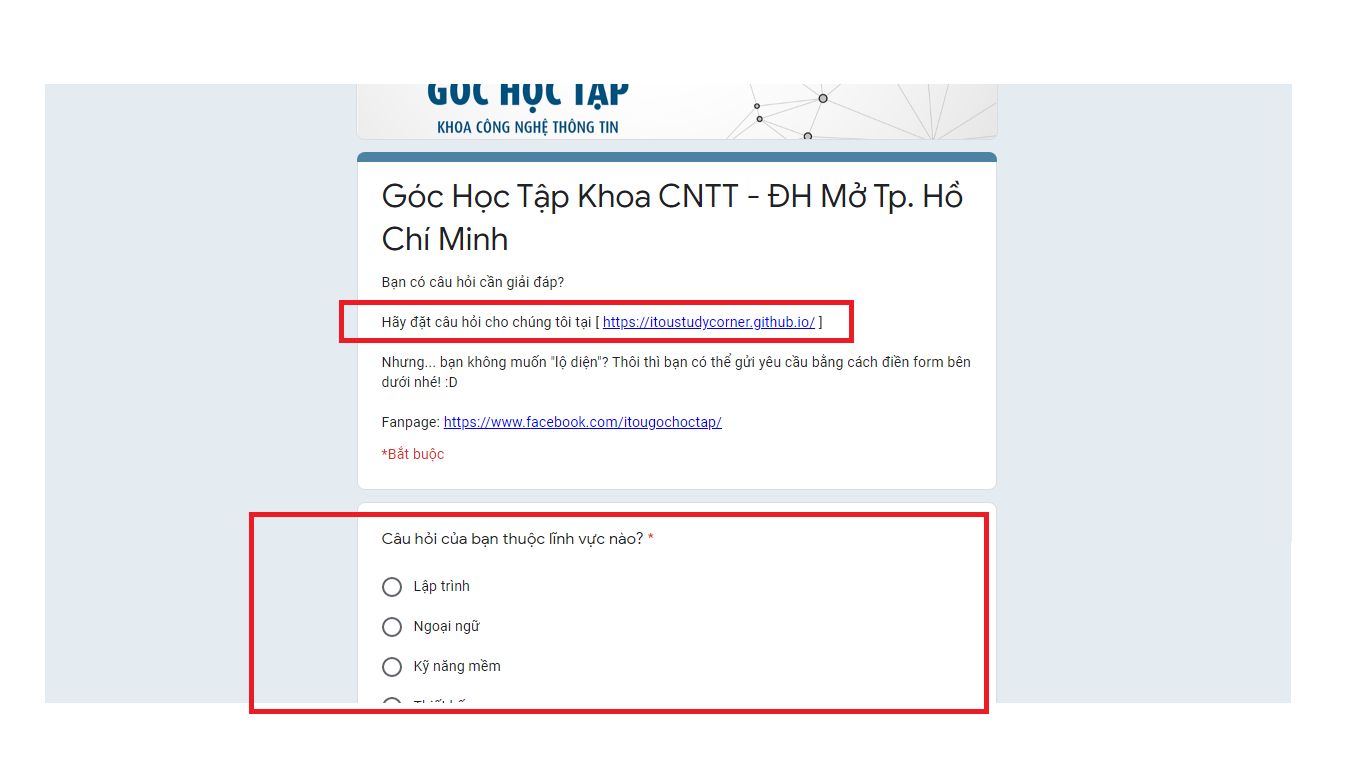 GÓC HỌC TẬP
KHOA CÔNG NGHỆ THÔNG TIN
Góc Học Tập Khoa CNTT - ĐH Mở Tp. Hồ
Chí Minh
Bạn có câu hỏi cần giải đáp?
Hãy đặt câu hỏi cho chúng tôi tại [ https://itoustudycorner.github.io/ ]
Nhưng... bạn không muốn "lộ diện"? Thôi thì bạn có thể gửi yêu cầu bằng cách điền form bên
dưới nhé! :D
Fanpage: https://www.facebook.com/itougochoctap/
*Bắt buộc
Câu hỏi của bạn thuộc lĩnh vực nào? *
Lập trình
Ngoại ngữ
Kỹ năng mềm